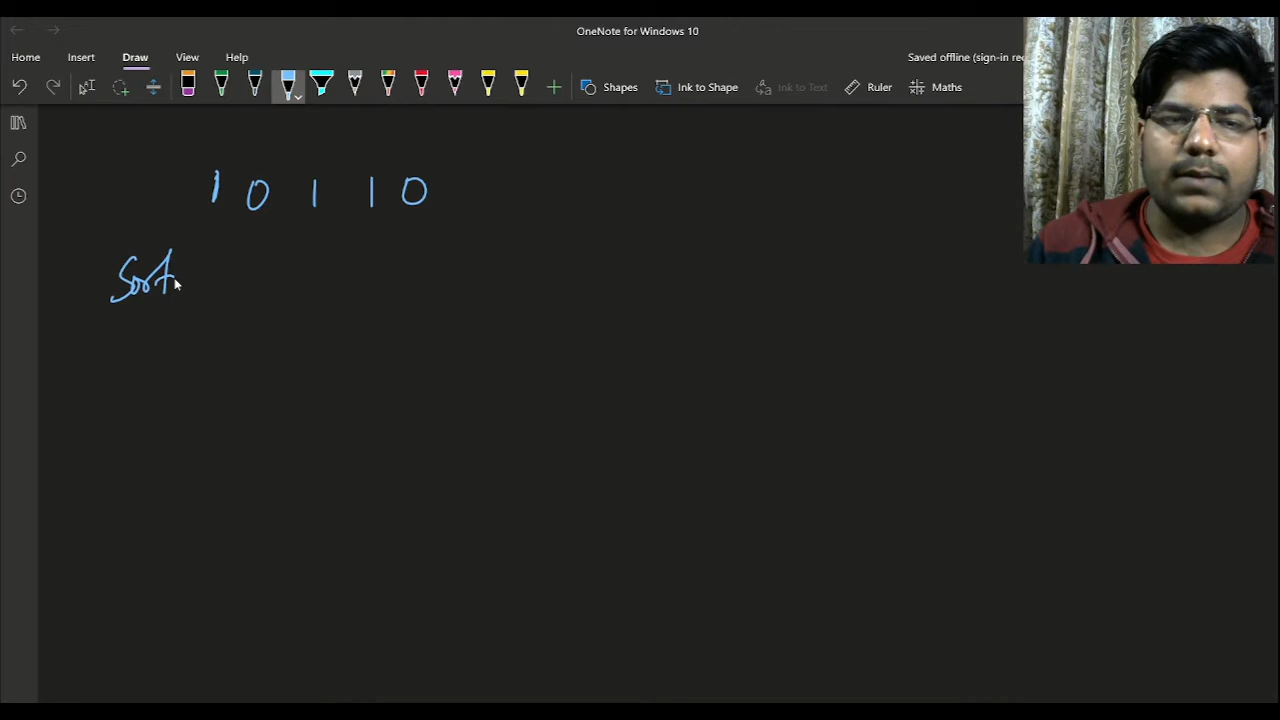 OneNote for Windows 10
Home Insert Draw View Help
Saved offline (sign-in rec
Shapes Ink to Shape Ink to Text Ruler Maths
1 0 1 1 0
Sort